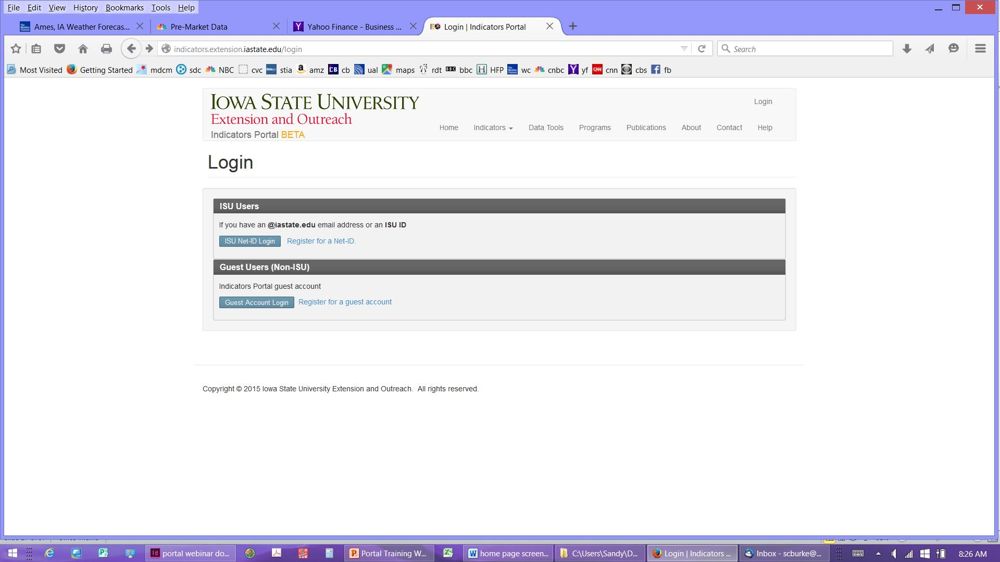 File Edit View History Bookmarks Tools Help
Ames, IA Weather Forecas... Pre-Market Data Yahoo Finance - Business ... Login | Indicators Portal
indicators.extension.iastate.edu/login Search
Most Visited Getting Started mdcm sdc NBC cvc stia amz cb ual maps rdt bbc HFP wc cnbc yf cnn cbs fb
IOWA STATE UNIVERSITY
Login
Extension and Outreach
Home Indicators Data Tools Programs Publications About Contact Help
Indicators Portal BETA
Login
ISU Users
If you have an @iastate.edu email address or an ISU ID
ISU Net-ID Login Register for a Net-ID.
Guest Users (Non-ISU)
Indicators Portal guest account
Guest Account Login Register for a guest account
Copyright © 2015 Iowa State University Extension and Outreach. All rights reserved.
portal webinar do... Portal Training W... home page screen... C:\Users\Sandy\D... Login | Indicators ... Inbox - scburke@... 8:26 AM